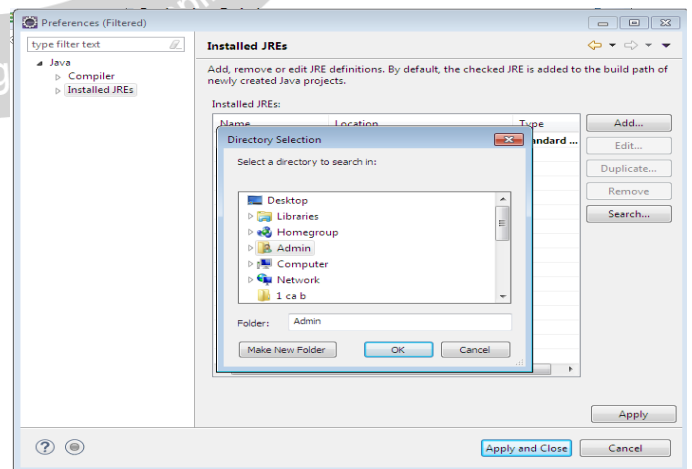 Preferences (Filtered)
type filter text
Installed JREs
Java
Compiler
Installed JREs
Add, remove or edit JRE definitions. By default, the checked JRE is added to the build path of
newly created Java projects.
Installed JREs:
Name Location Type
Add...
Directory Selection
Edit...
Select a directory to search in:
Duplicate...
Remove
Search...
Desktop
Libraries
Homegroup
Admin
Computer
Network
1 ca b
Folder: Admin
Make New Folder OK Cancel
Apply
Apply and Close Cancel